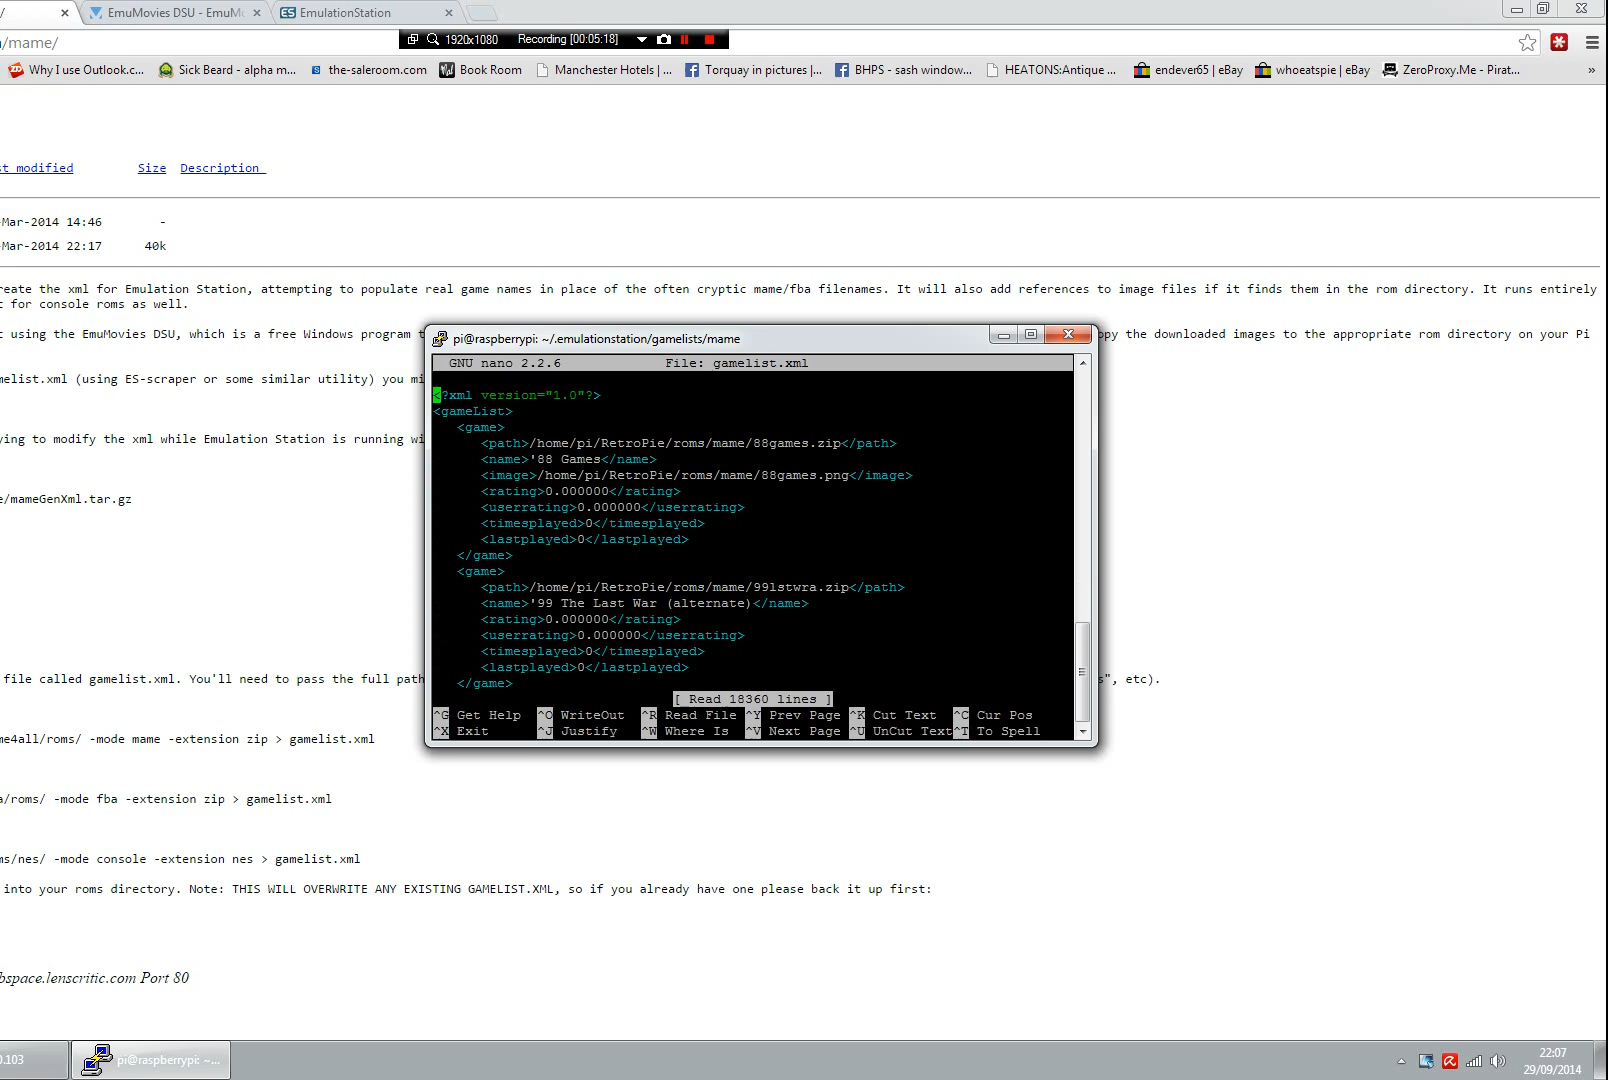 /
EmuMovies DSU - EmuM
EmulationStation
/mame/
1920x1080
Recording [00:05:18]
Why I use Outlook.c...
Sick Beard - alpha m...
the-saleroom.com
Book Room
Manchester Hotels | ...
Torquay in pictures |...
BHPS - sash window...
HEATONS:Antique ...
endever65 | eBay
whoeatspie | eBay
ZeroProxy.Me - Pirat...
»
st modified Size Description
-Mar-2014 14:46 -
-Mar-2014 22:17 40k
reate the xml for Emulation Station, attempting to populate real game names in place of the often cryptic mame/fba filenames. It will also add references to image files if it finds them in the rom directory. It runs entirely
t for console roms as well.
t using the EmuMovies DSU, which is a free Windows program
opy the downloaded images to the appropriate rom directory on your Pi
melist.xml (using ES-scraper or some similar utility) you mi
ying to modify the xml while Emulation Station is running wi
e/mameGenXml.tar.gz
file called gamelist.xml. You'll need to pass the full path
s", etc).
me4all/roms/ -mode mame -extension zip > gamelist.xml
a/roms/ -mode fba -extension zip > gamelist.xml
ms/nes/ -mode console -extension nes > gamelist.xml
into your roms directory. Note: THIS WILL OVERWRITE ANY EXISTING GAMELIST.XML, so if you already have one please back it up first:
bspace.lenscritic.com Port 80
pi@raspberrypi: ~/.emulationstation/gamelists/mame
GNU nano 2.2.6 File: gamelist.xml
<?xml version="1.0"?>
<gameList>
<game>
<path>/home/pi/RetroPie/roms/mame/88games.zip</path>
<name>'88 Games</name>
<image>/home/pi/RetroPie/roms/mame/88games.png</image>
<rating>0.000000</rating>
<userrating>0.000000</userrating>
<timesplayed>0</timesplayed>
<lastplayed>0</lastplayed>
</game>
<game>
<path>/home/pi/RetroPie/roms/mame/99lstwra.zip</path>
<name>'99 The Last War (alternate)</name>
<rating>0.000000</rating>
<userrating>0.000000</userrating>
<timesplayed>0</timesplayed>
<lastplayed>0</lastplayed>
</game>
[ Read 18360 lines ]
^G Get Help ^O WriteOut ^R Read File ^Y Prev Page ^K Cut Text ^C Cur Pos
^X Exit ^J Justify ^W Where Is ^V Next Page ^U UnCut Text ^T To Spell
0.103
pi@raspberrypi: ~...
22:07
29/09/2014